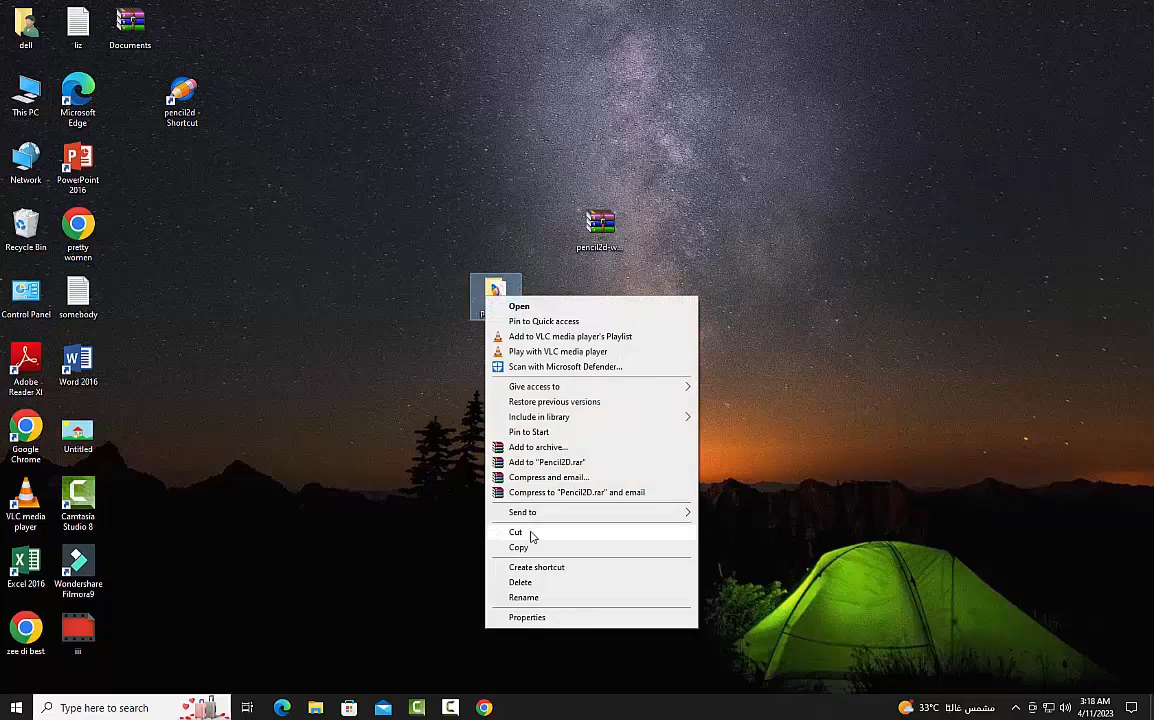 dell
liz
Documents
This PC
Microsoft
Edge
pencil2d -
Shortcut
Network
PowerPoint
2016
Recycle Bin
pretty
women
pencil2d-w...
Control Panel
somebody
Adobe
Reader XI
Word 2016
Google
Chrome
Untitled
VLC media
player
Camtasia
Studio 8
Excel 2016
Wondershare
Filmora9
zee di best
iii
Open
Pin to Quick access
Add to VLC media player's Playlist
Play with VLC media player
Scan with Microsoft Defender...
Give access to
Restore previous versions
Include in library
Pin to Start
Add to archive...
Add to "Pencil2D.rar"
Compress and email...
Compress to "Pencil2D.rar" and email
Send to
Cut
Copy
Create shortcut
Delete
Rename
Properties
Type here to search
33°C مشمس غالبًا
3:18 AM
4/11/2023